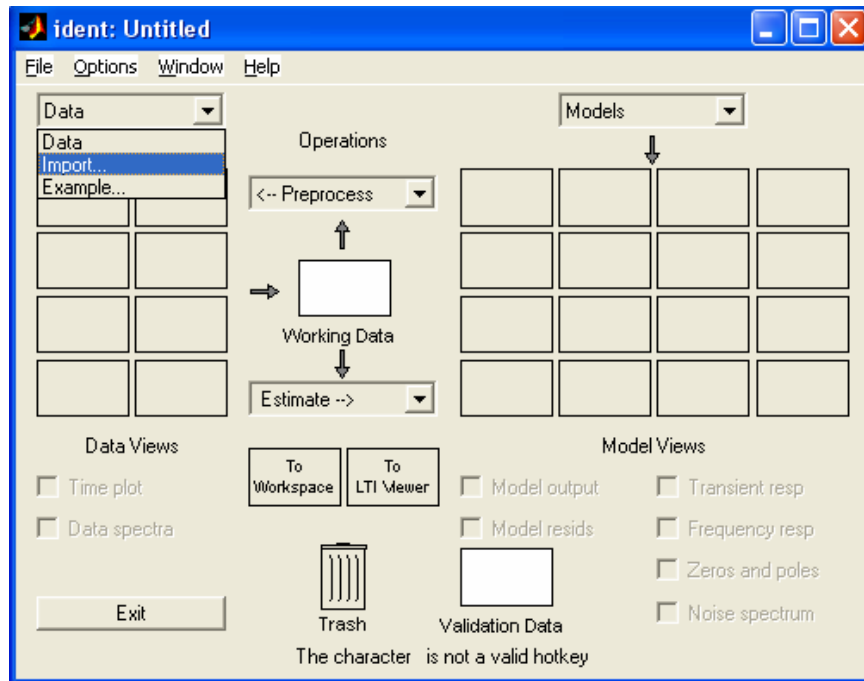 ident: Untitled
File Options Window Help
Data
Models
Data
Import...
Example...
Operations
<-- Preprocess
Working Data
Estimate -->
Data Views
Time plot
Data spectra
To
Workspace
To
LTI Viewer
Model Views
Model output
Transient resp
Model resids
Frequency resp
Zeros and poles
Noise spectrum
Exit
Trash
Validation Data
The character is not a valid hotkey